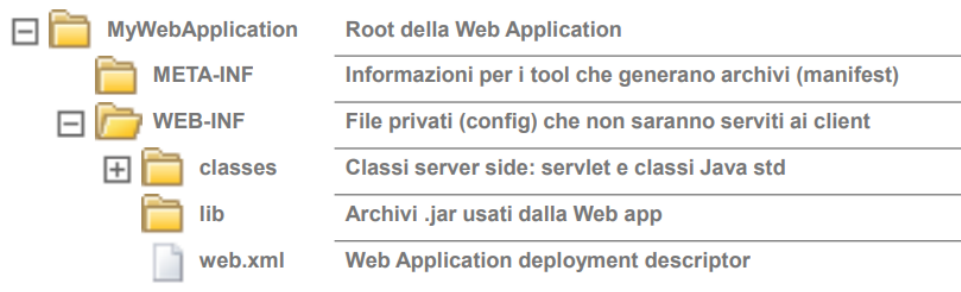 MyWebApplication Root della Web Application
META-INF Informazioni per i tool che generano archivi (manifest)
WEB-INF File privati (config) che non saranno serviti ai client
classes Classi server side: servlet e classi Java std
lib Archivi .jar usati dalla Web app
web.xml Web Application deployment descriptor